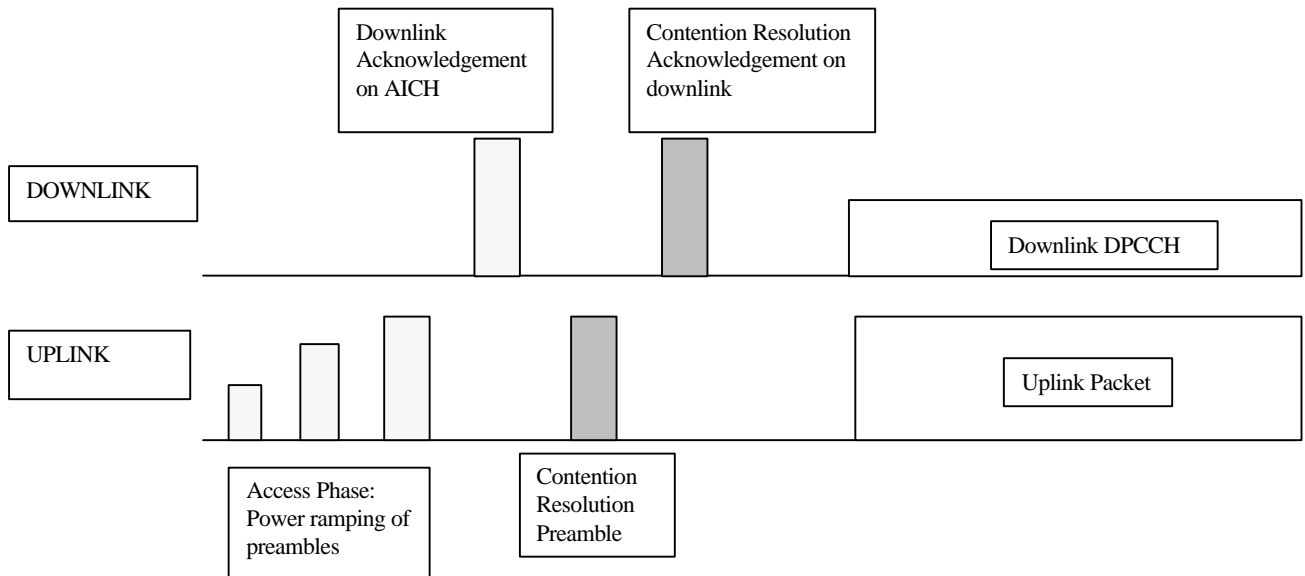 Downlink
Acknowledgement
on AICH
Contention Resolution
Acknowledgement on
downlink
DOWNLINK
Downlink DPCCH
UPLINK
Uplink Packet
Access Phase:
Power ramping of
preambles
Contention
Resolution
Preamble